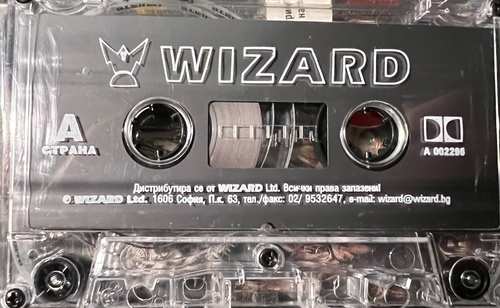 WIZARD
A
СТРАНА
A 002296
Дистрибутира се от WIZARD Ltd. Всички права запазени!
© WIZARD Ltd. 1606 София, П.к. 63, тел./факс: 02/ 9532647, e-mail: wizard@wizard.bg